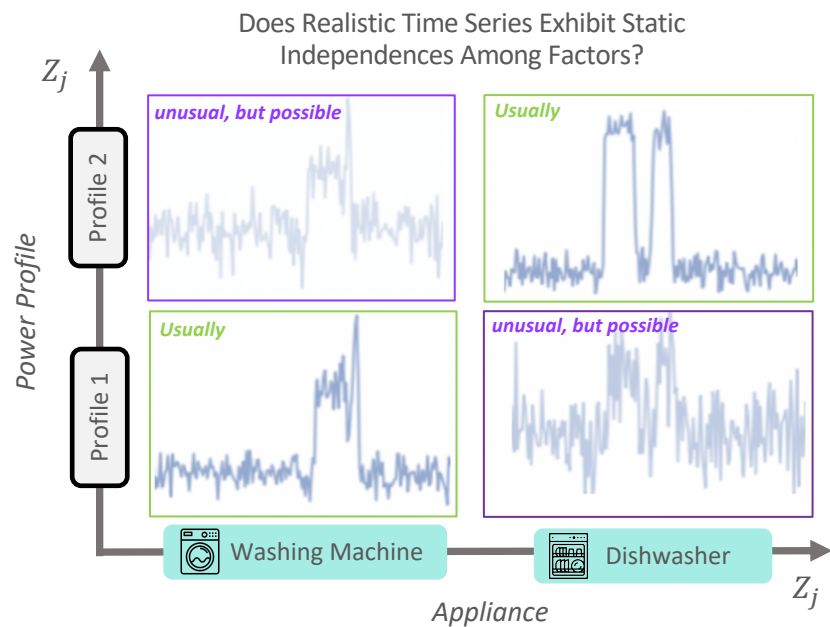 Does Realistic Time Series Exhibit Static
Independences Among Factors?
Z_j
unusual, but possible
Usually
Profile 2
Power Profile
Usually
unusual, but possible
Profile 1
Washing Machine
Dishwasher
Z_j
Appliance